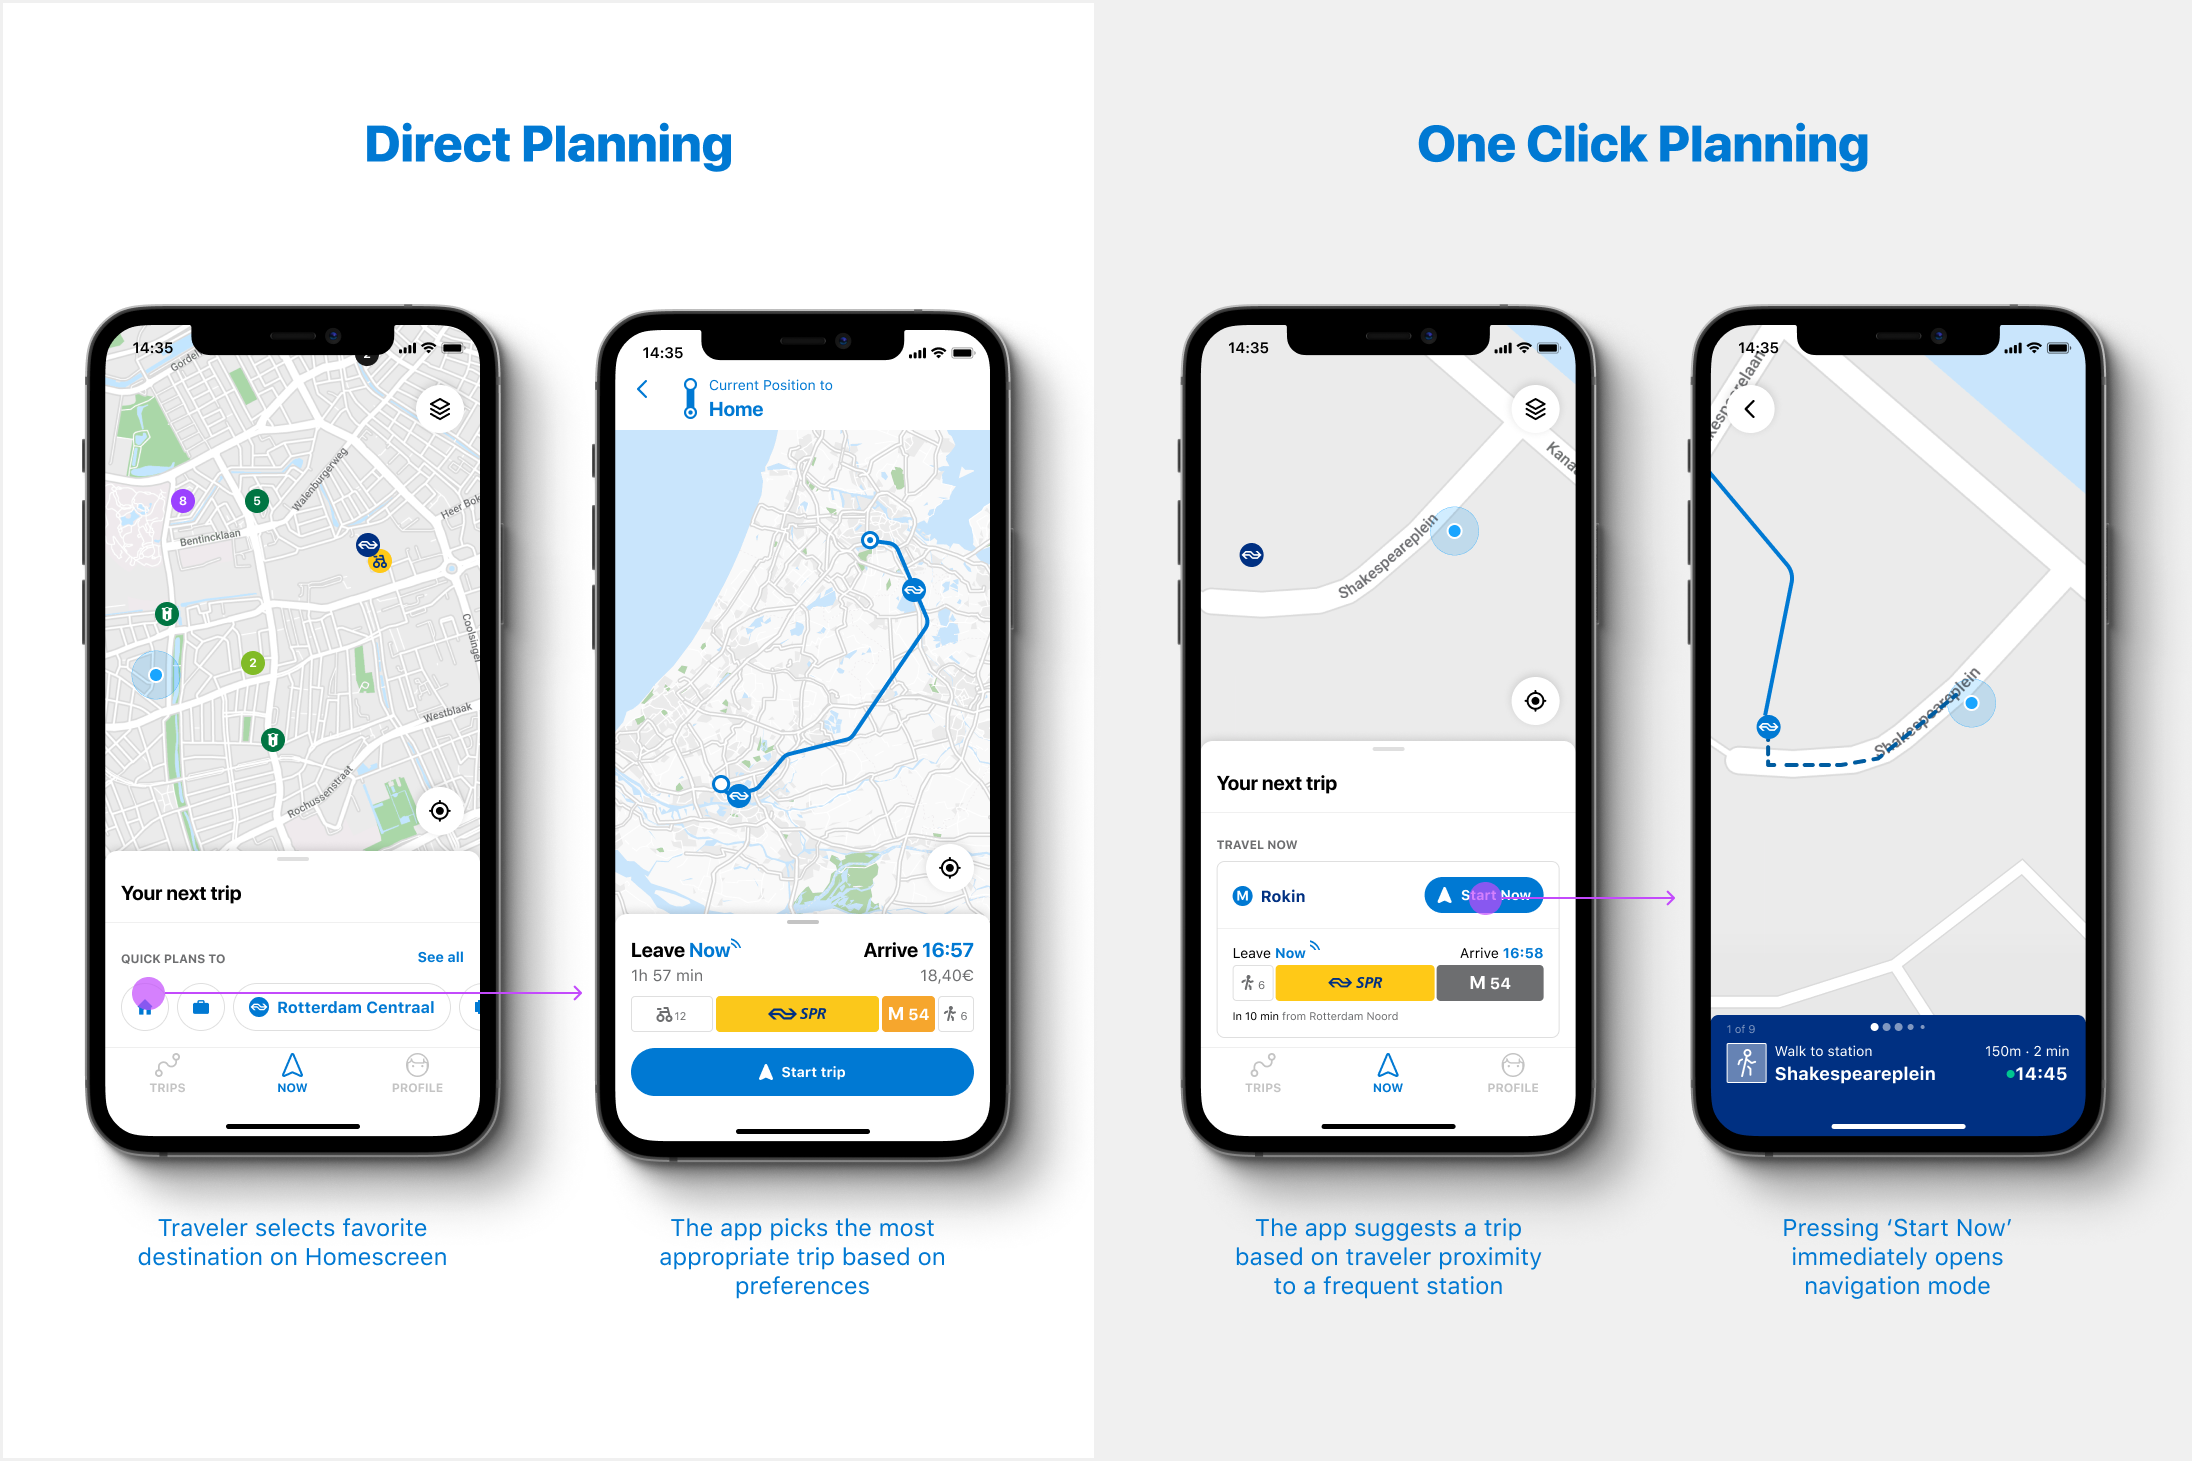 Direct Planning
One Click Planning
14:35
2
Gordel
Walenburgerweg
8
5
Bentincklaan
Heer Bok
Coolsingel
2
Westblaak
Rochussenstraat
Your next trip
QUICK PLANS TO
See all
Rotterdam Centraal
TRIPS
NOW
PROFILE
14:35
Current Position to
Home
Leave Now
Arrive 16:57
1h 57 min
18,40€
12
SPR
M 54
6
Start trip
14:35
Kana
Shakespeareplein
Your next trip
TRAVEL NOW
M Rokin
Start Now
Leave Now
Arrive 16:58
6
SPR
M 54
In 10 min from Rotterdam Noord
TRIPS
NOW
PROFILE
14:35
kespearelaan
Shakespeareplein
1 of 9
Walk to station
150m · 2 min
Shakespeareplein
14:45
Traveler selects favorite
destination on Homescreen
The app picks the most
appropriate trip based on
preferences
The app suggests a trip
based on traveler proximity
to a frequent station
Pressing ‘Start Now’
immediately opens
navigation mode